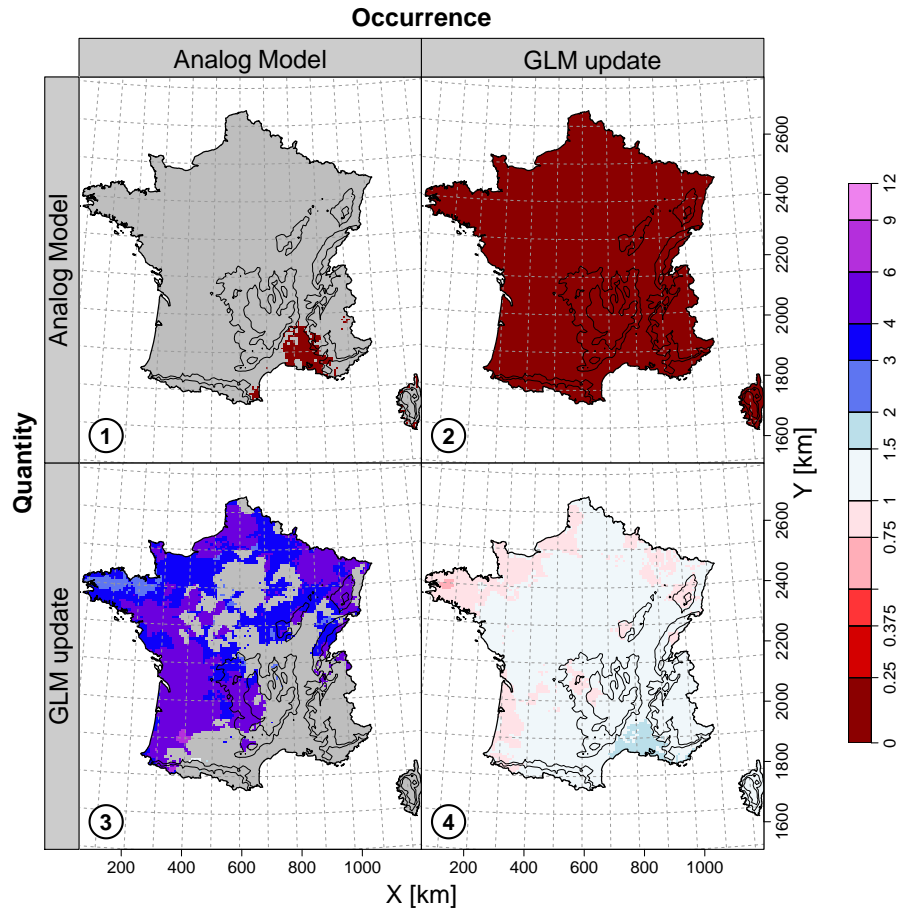 Occurrence
Analog Model GLM update
Quantity
Analog Model
GLM update
1
2
3
4
1600 1800 2000 2200 2400 2600
1600 1800 2000 2200 2400 2600
Y [km]
200 400 600 800 1000
200 400 600 800 1000
X [km]
0 0.25 0.375 0.75 1 1.5 2 3 4 6 9 12